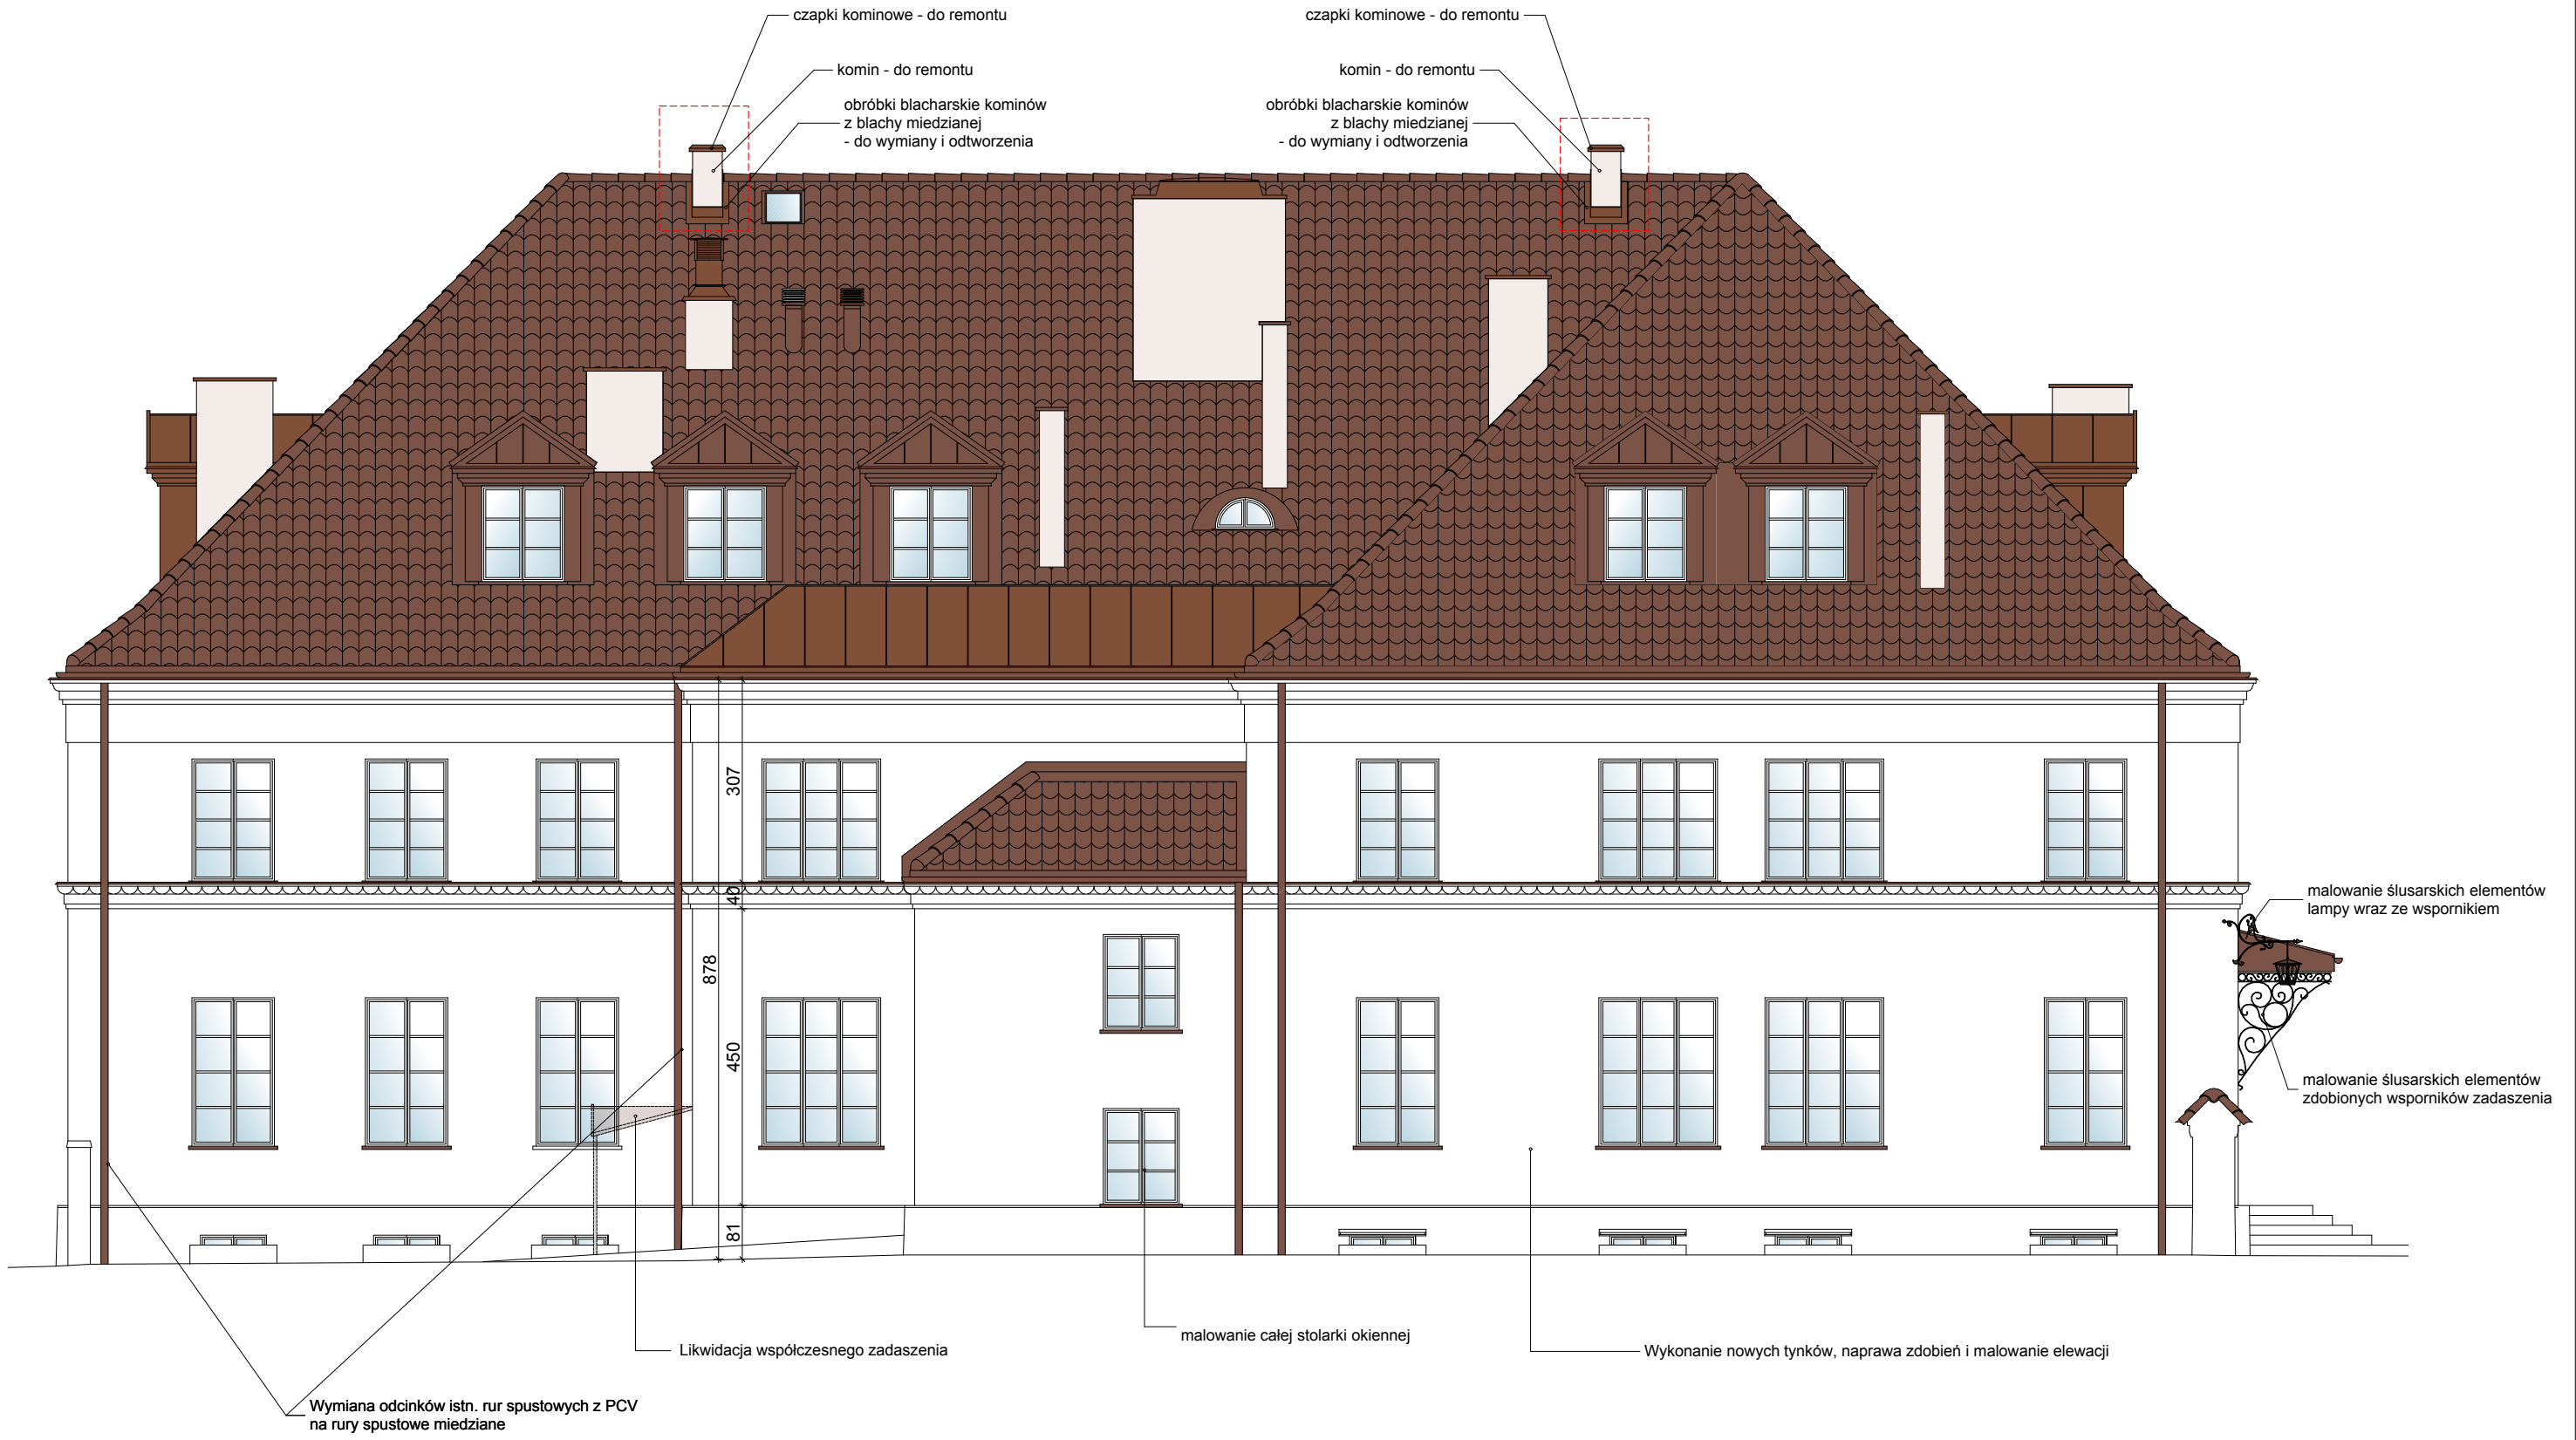 czapki kominowe - do remontu
komin - do remontu
obróbki blacharskie kominów
z blachy miedzianej
- do wymiany i odtworzenia
czapki kominowe - do remontu
komin - do remontu
obróbki blacharskie kominów
z blachy miedzianej
- do wymiany i odtworzenia
307
40
878
450
81
malowanie ślusarskich elementów
lampy wraz ze wspornikiem
malowanie ślusarskich elementów
zdobionych wsporników zadaszenia
malowanie całej stolarki okiennej
Likwidacja współczesnego zadaszenia
Wykonanie nowych tynków, naprawa zdobień i malowanie elewacji
Wymiana odcinków istn. rur spustowych z PCV
na rury spustowe miedziane